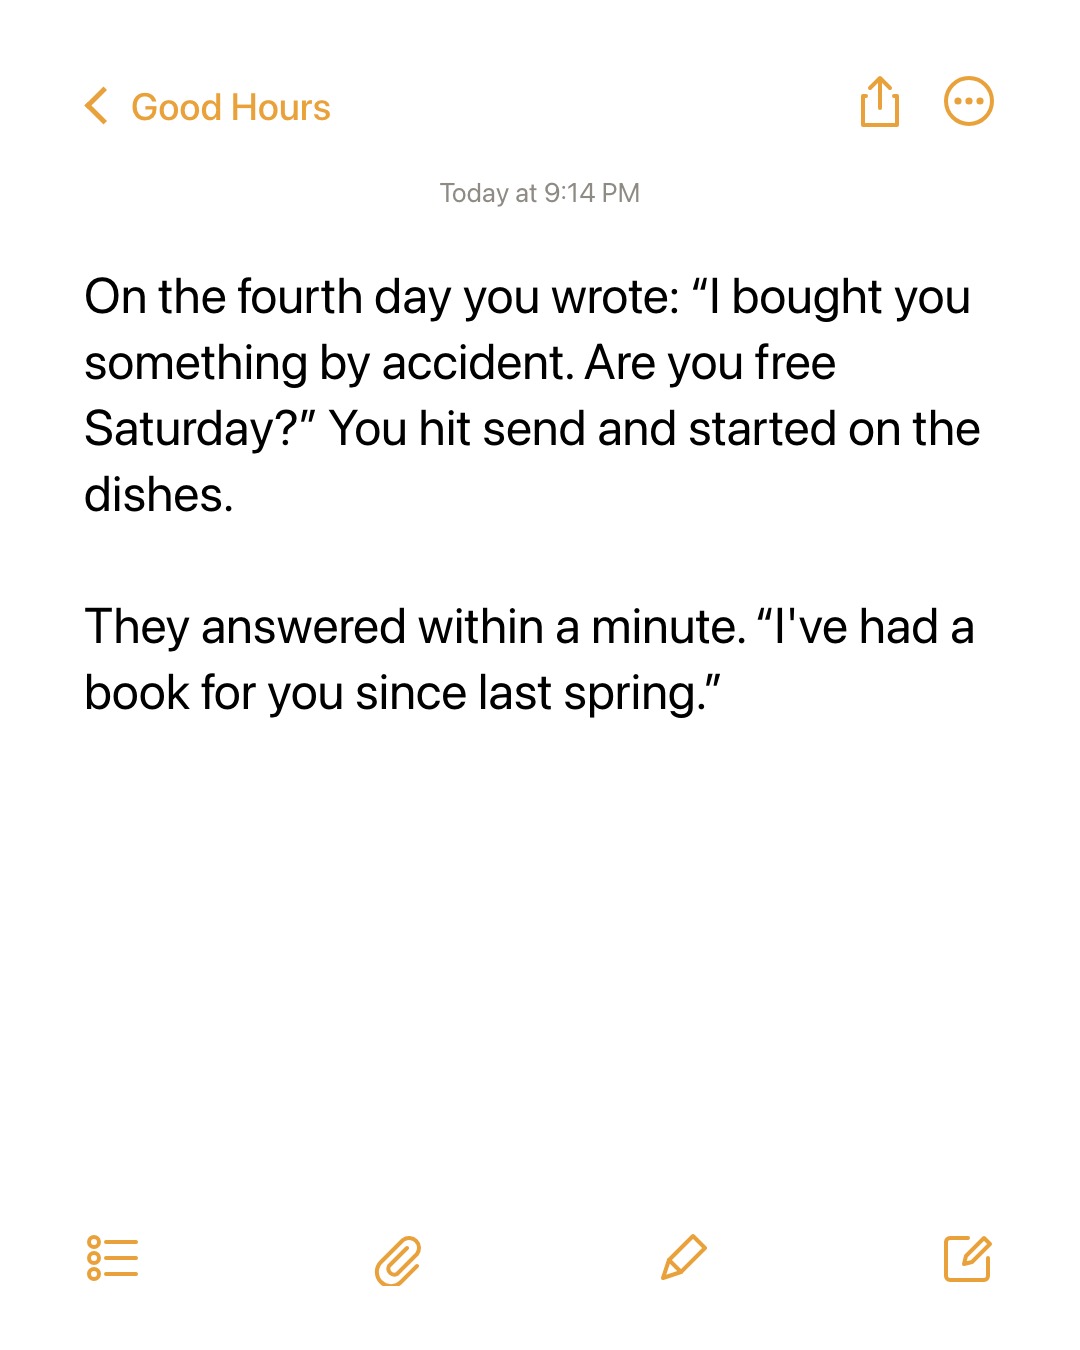 Good Hours
Today at 9:14 PM
On the fourth day you wrote: “I bought you
something by accident. Are you free
Saturday?” You hit send and started on the
dishes.
They answered within a minute. “I've had a
book for you since last spring.”